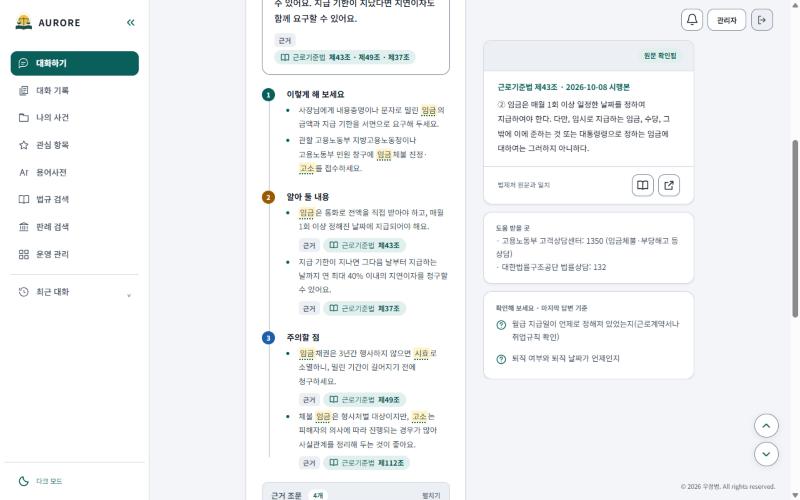 AURORE
대화하기
대화 기록
나의 사건
관심 항목
용어사전
법규 검색
판례 검색
운영 관리
최근 대화
다크 모드
수 있어요. 지급 기한이 지났다면 지연이자도
함께 요구할 수 있어요.
근거
근로기준법 제43조 · 제49조 · 제37조
1 이렇게 해 보세요
사장님에게 내용증명이나 문자로 밀린 임금의
금액과 지급 기한을 서면으로 요구해 두세요.
관할 고용노동부 지방고용노동청이나
고용노동부 민원 창구에 임금체불 진정·
고소를 접수하세요.
2 알아 둘 내용
임금은 통화로 전액을 직접 받아야 하고, 매월
1회 이상 정해진 날짜에 지급되어야 해요.
근거 근로기준법 제43조
지급 기한이 지나면 그다음 날부터 지급하는
날까지 연 최대 40% 이내의 지연이자를 청구할
수 있어요.
근거 근로기준법 제37조
3 주의할 점
임금채권은 3년간 행사하지 않으면 시효로
소멸하니, 밀린 기간이 길어지기 전에
청구하세요.
근거 근로기준법 제49조
체불 임금은 형사처벌 대상이지만, 고소는
피해자의 의사에 따라 진행되는 경우가 많아
사실관계를 정리해 두는 것이 좋아요.
근거 근로기준법 제112조
근거 조문 4개 펼치기
관리자
원문 확인됨
근로기준법 제43조 · 2026-10-08 시행본
② 임금은 매월 1회 이상 일정한 날짜를 정하여
지급하여야 한다. 다만, 임시로 지급하는 임금, 수당, 그
밖에 이에 준하는 것 또는 대통령령으로 정하는 임금에
대하여는 그러하지 아니하다.
법제처 원문과 일치
도움 받을 곳
· 고용노동부 고객상담센터: 1350 (임금체불·부당해고 등
상담)
· 대한법률구조공단 법률상담: 132
확인해 보세요 · 마지막 답변 기준
월급 지급일이 언제로 정해져 있었는지(근로계약서나
취업규칙 확인)
퇴직 여부와 퇴직 날짜가 언제인지
© 2026 우정범. All rights reserved.